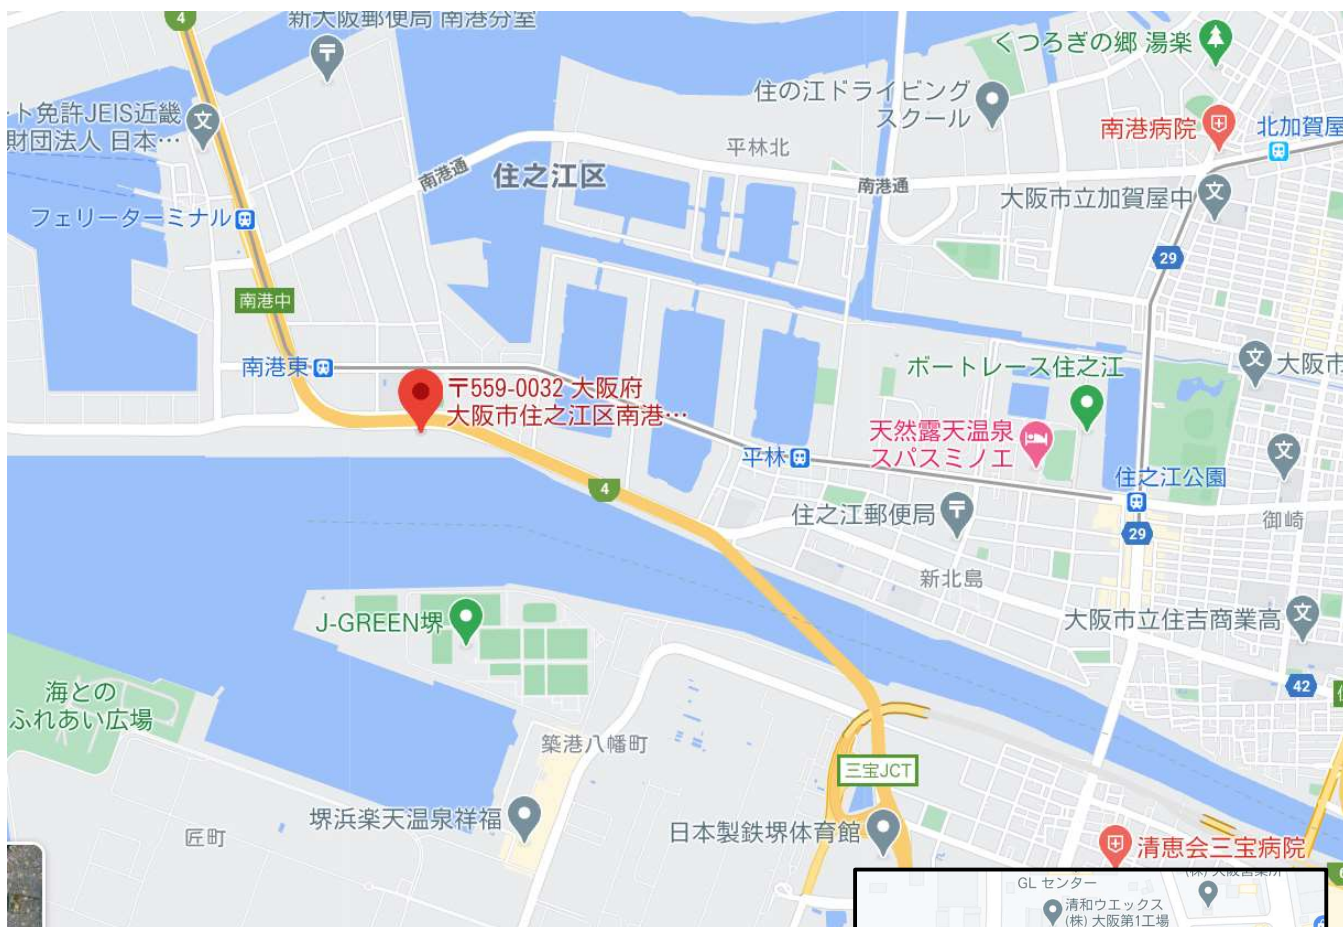 4
新大阪郵便局 南港分室
くつろぎの郷 湯楽
住の江ドライビング
スクール
ート免許JEIS近畿
財団法人 日本…
南港病院
北加賀屋
平林北
南港通
住之江区
南港通
大阪市立加賀屋中
フェリーターミナル
29
南港中
南港東
ボートレース住之江
大阪市
〒559-0032 大阪府
大阪市住之江区南港…
天然露天温泉
スパスミノエ
平林
住之江公園
4
住之江郵便局
御崎
29
新北島
J-GREEN堺
大阪市立住吉商業高
42
海との
ふれあい広場
築港八幡町
三宝JCT
堺浜楽天温泉祥福
匠町
日本製鉄堺体育館
清恵会三宝病院
GL センター
(株) 大阪営業所
清和ウエックス
(株) 大阪第1工場